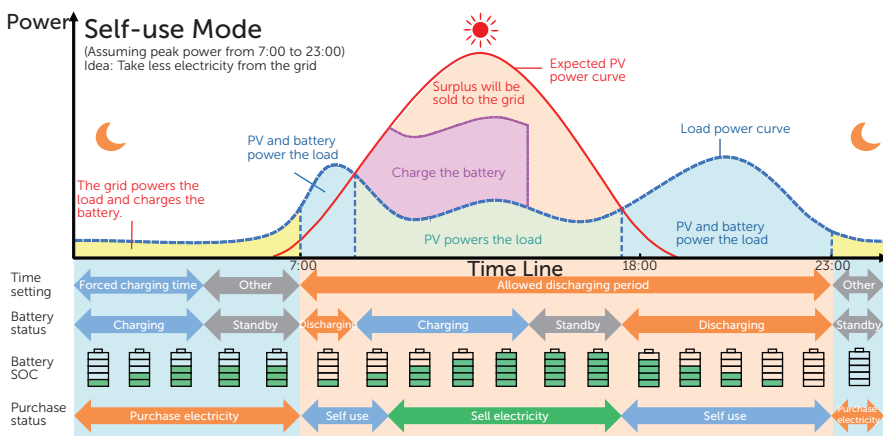 Power
Self-use Mode
(Assuming peak power from 7:00 to 23:00)
Idea: Take less electricity from the grid
Expected PV
power curve
Surplus will be
sold to the grid
PV and battery
power the load
Load power curve
Charge the battery
The grid powers the
load and charges the
battery.
PV powers the load
PV and battery
power the load
7:00
Time Line
18:00
23:00
Time
setting
Forced charging time
Other
Allowed discharging period
Other
Battery
status
Charging
Standby
Discharging
Charging
Standby
Discharging
Standby
Battery
SOC
Purchase
status
Purchase electricity
Self use
Sell electricity
Self use
Purchase
electricity